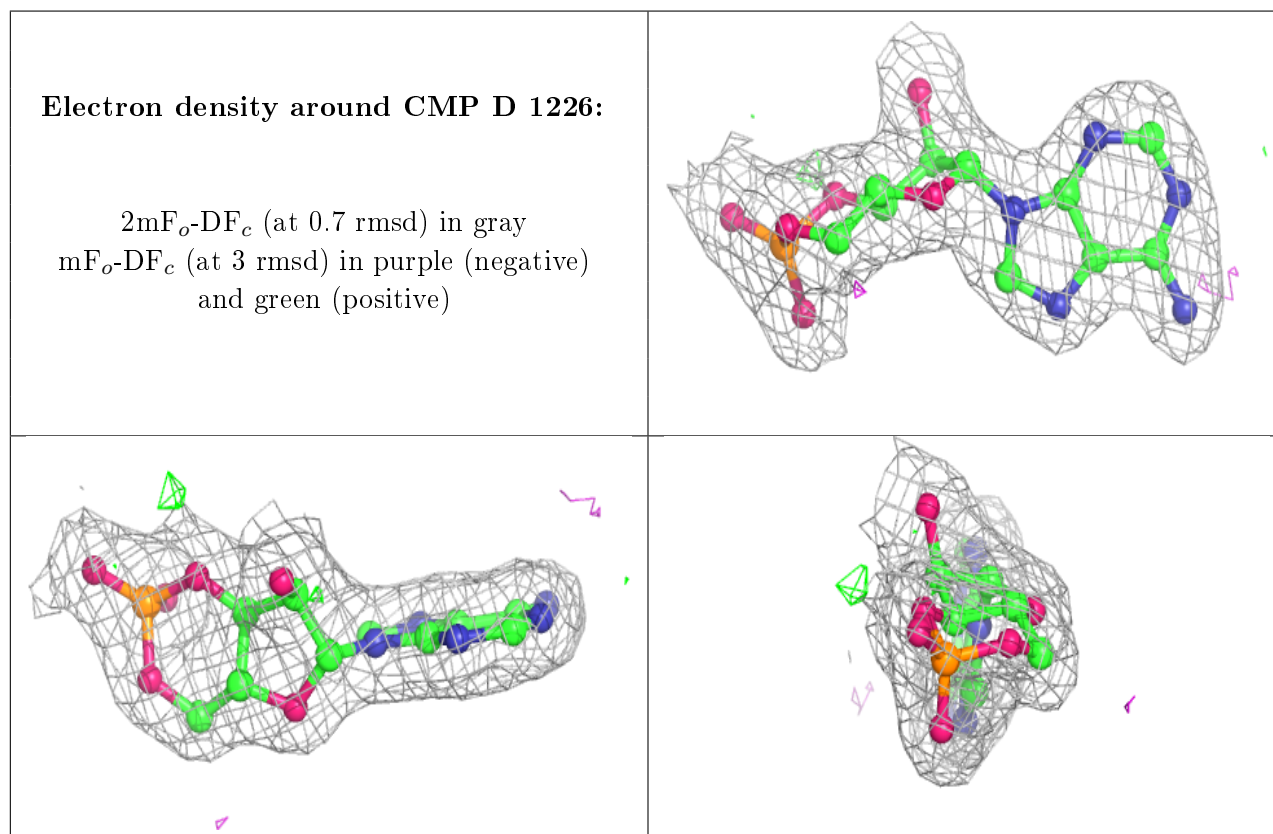 Electron density around CMP D 1226:
2mFₒ-DF𝒸 (at 0.7 rmsd) in gray
mFₒ-DF𝒸 (at 3 rmsd) in purple (negative)
and green (positive)